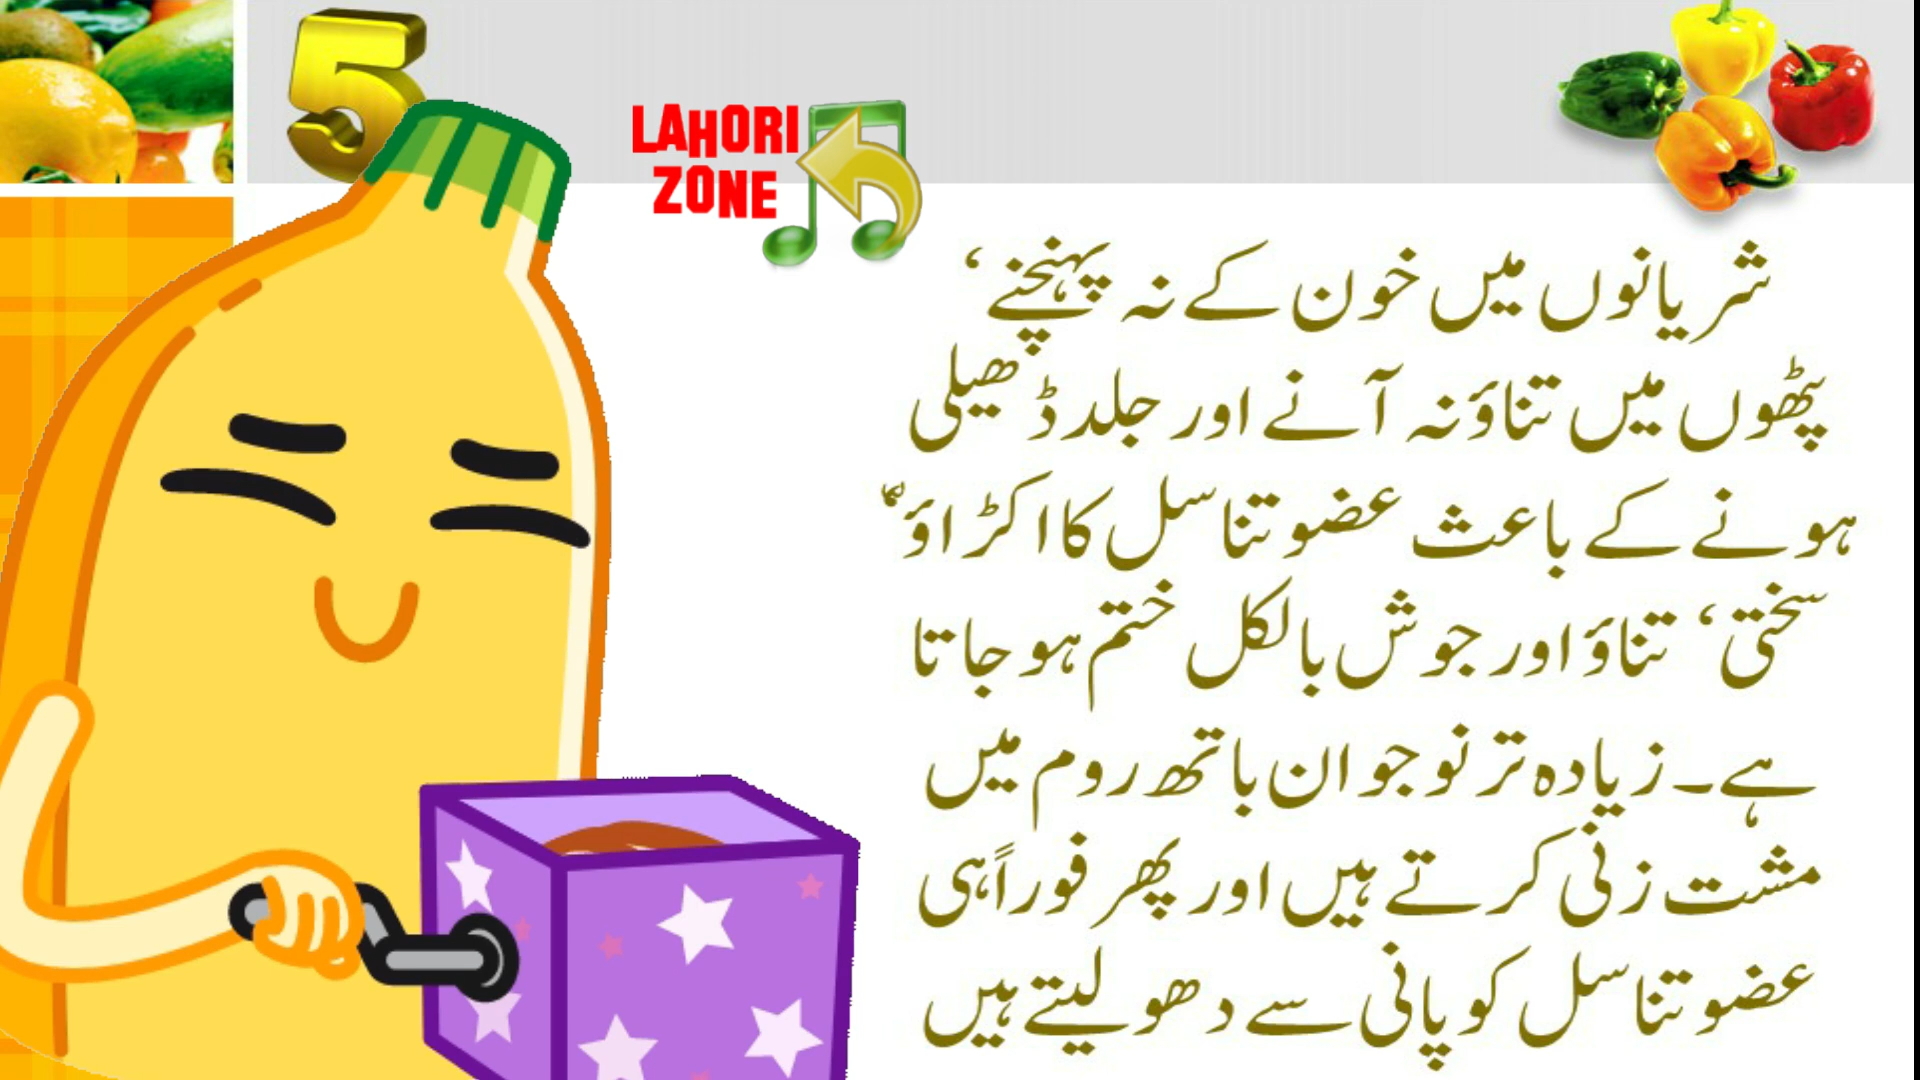 5
LAHORI
ZONE
شریانوں میں خون کے نہ پہنچنے‘
پٹھوں میں تناؤ نہ آنے اور جلد ڈھیلی
ہونے کے باعث عضو تناسل کا اکڑاؤ‘
سختی‘ تناؤ اور جوش بالکل ختم ہو جاتا
ہے۔ زیادہ تر نوجوان باتھ روم میں
مشت زنی کرتے ہیں اور پھر فوراً ہی
عضو تناسل کو پانی سے دھو لیتے ہیں